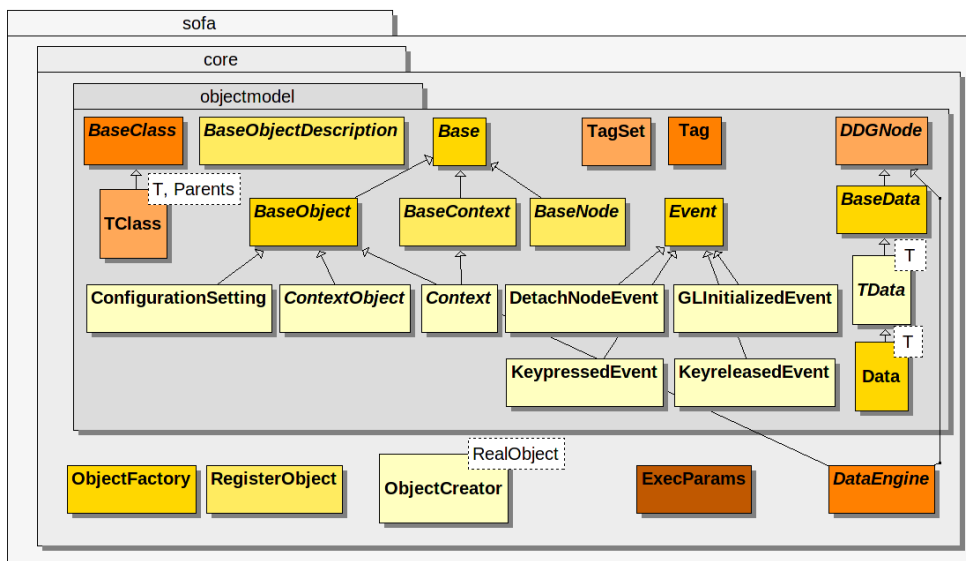 sofa
core
objectmodel
BaseClass
BaseObjectDescription
Base
TagSet
Tag
DDGNode
T, Parents
TClass
BaseObject
BaseContext
BaseNode
Event
BaseData
T
TData
ConfigurationSetting
ContextObject
Context
DetachNodeEvent
GLInitializedEvent
T
Data
KeypressedEvent
KeyreleasedEvent
RealObject
ObjectFactory
RegisterObject
ObjectCreator
ExecParams
DataEngine